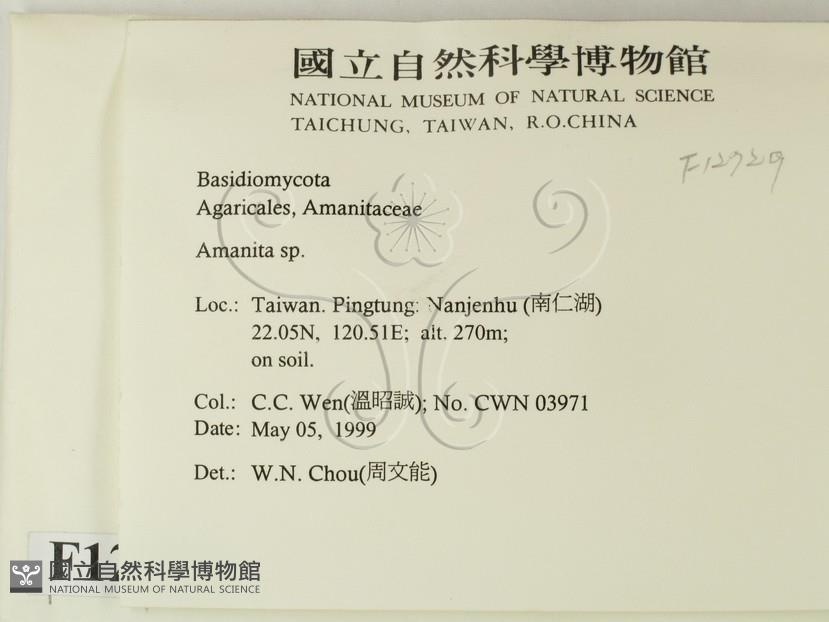 國立自然科學博物館
NATIONAL MUSEUM OF NATURAL SCIENCE
TAICHUNG, TAIWAN, R.O.CHINA
F12929
Basidiomycota
Agaricales, Amanitaceae
Amanita sp.
Loc.: Taiwan. Pingtung: Nanjenhu (南仁湖)
22.05N, 120.51E; alt. 270m;
on soil.
Col.: C.C. Wen(溫昭誠); No. CWN 03971
Date: May 05, 1999
Det.: W.N. Chou(周文能)
國立自然科學博物館
NATIONAL MUSEUM OF NATURAL SCIENCE